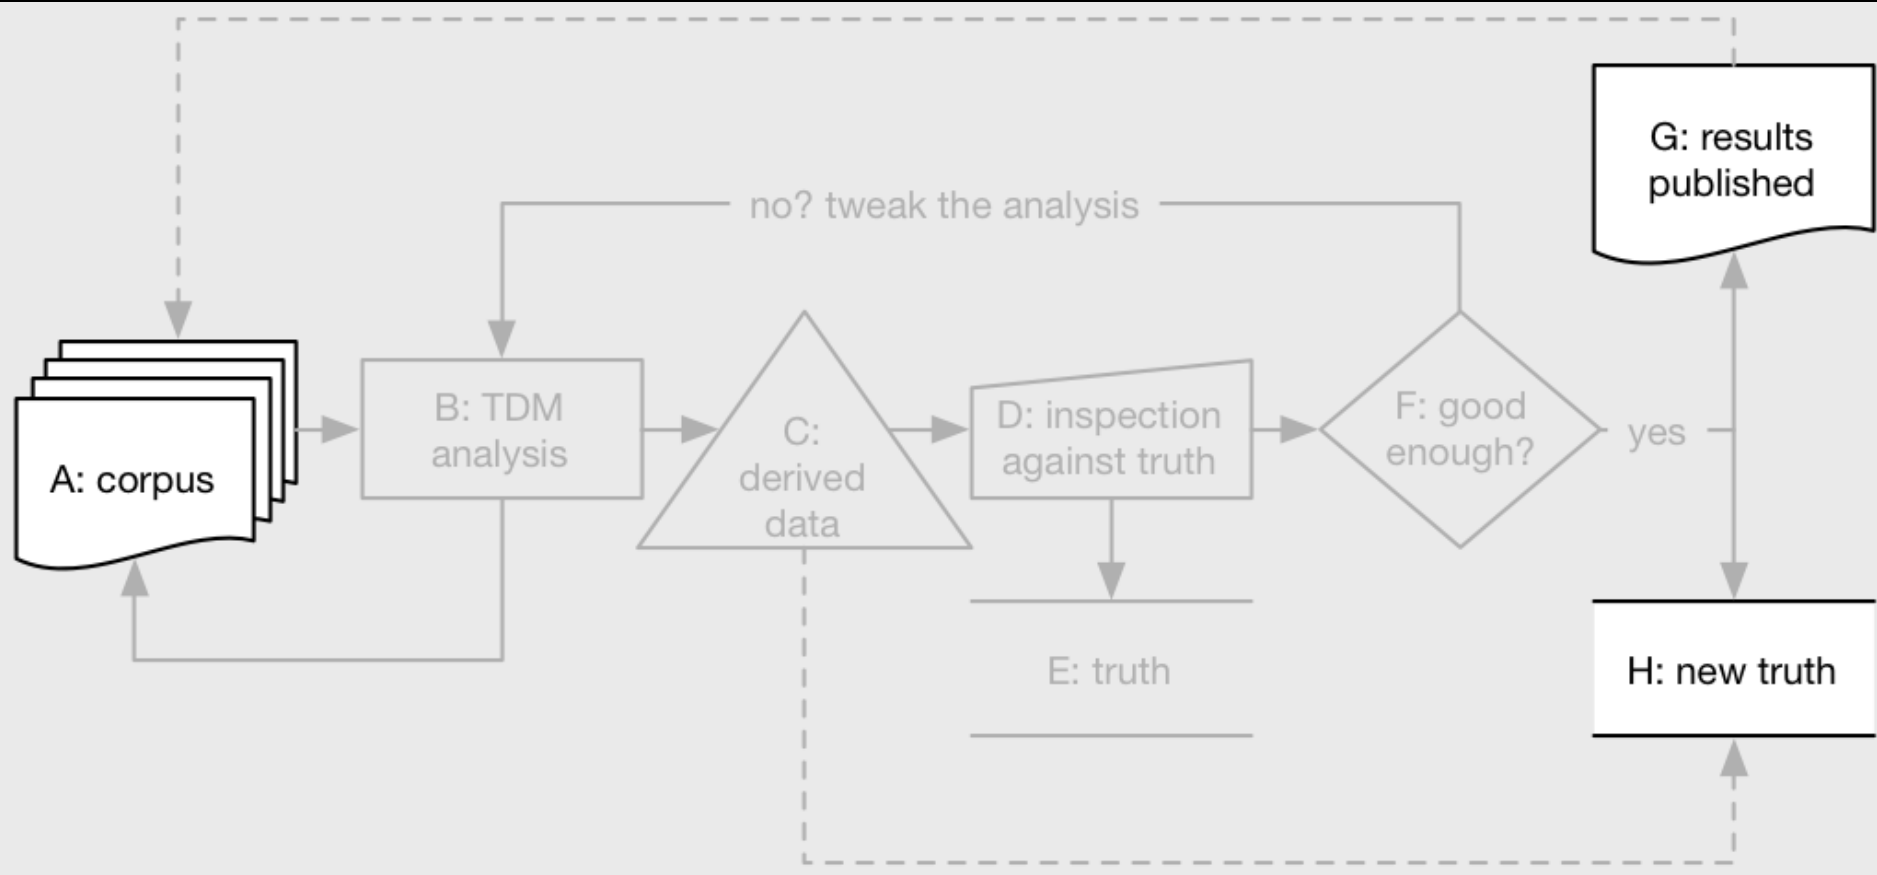 G: results
published
no? tweak the analysis
A: corpus
B: TDM
analysis
C:
derived
data
D: inspection
against truth
F: good
enough?
yes
E: truth
H: new truth